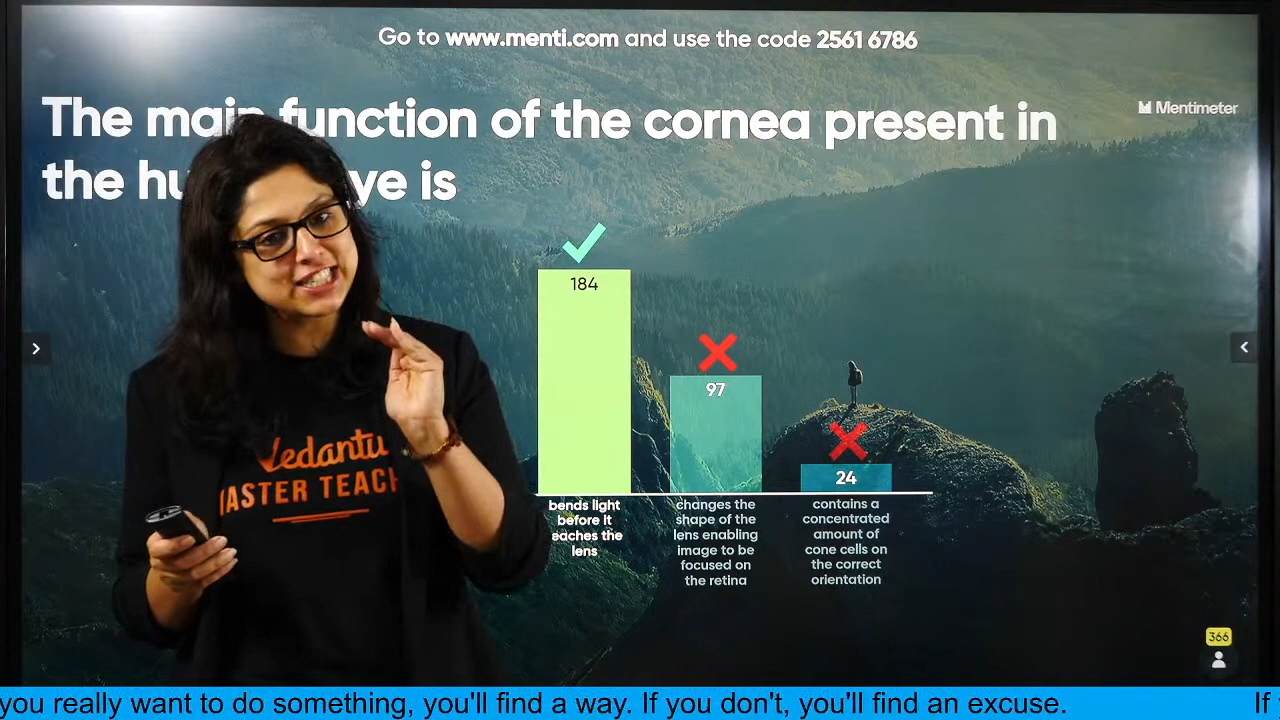 Go to www.menti.com and use the code 2561 6786
Mentimeter
The main function of the cornea present in
the hu ye is
184
97
24
bends light
before it
eaches the
lens
changes the
shape of the
lens enabling
image to be
focused on
the retina
contains a
concentrated
amount of
cone cells on
the correct
orientation
Vedantu
MASTER TEACH
366
you really want to do something, you'll find a way. If you don't, you'll find an excuse.
If